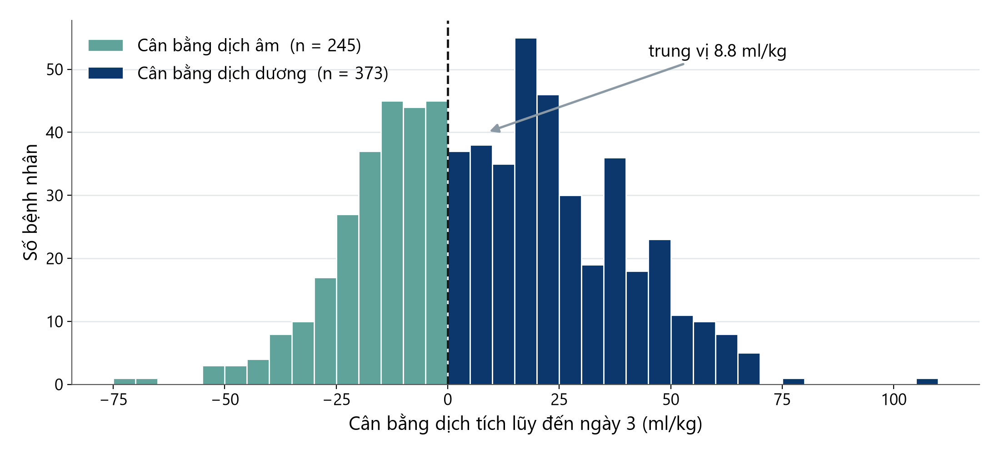 Cân bằng dịch âm (n = 245)
Cân bằng dịch dương (n = 373)
trung vị 8.8 ml/kg
Số bệnh nhân
50
40
30
20
10
0
−75 −50 −25 0 25 50 75 100
Cân bằng dịch tích lũy đến ngày 3 (ml/kg)